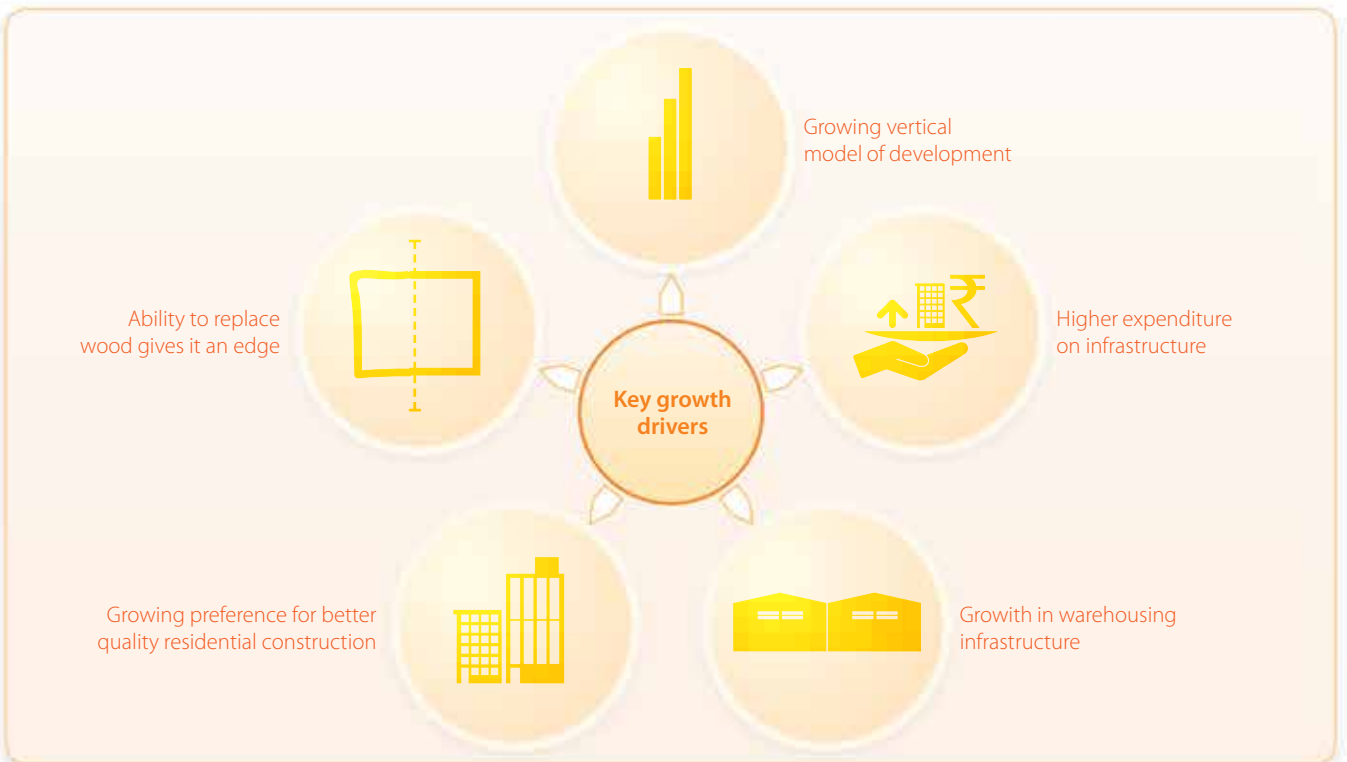 Growing vertical
model of development
Ability to replace
wood gives it an edge
Higher expenditure
on infrastructure
Key growth
drivers
Growing preference for better
quality residential construction
Growth in warehousing
infrastructure